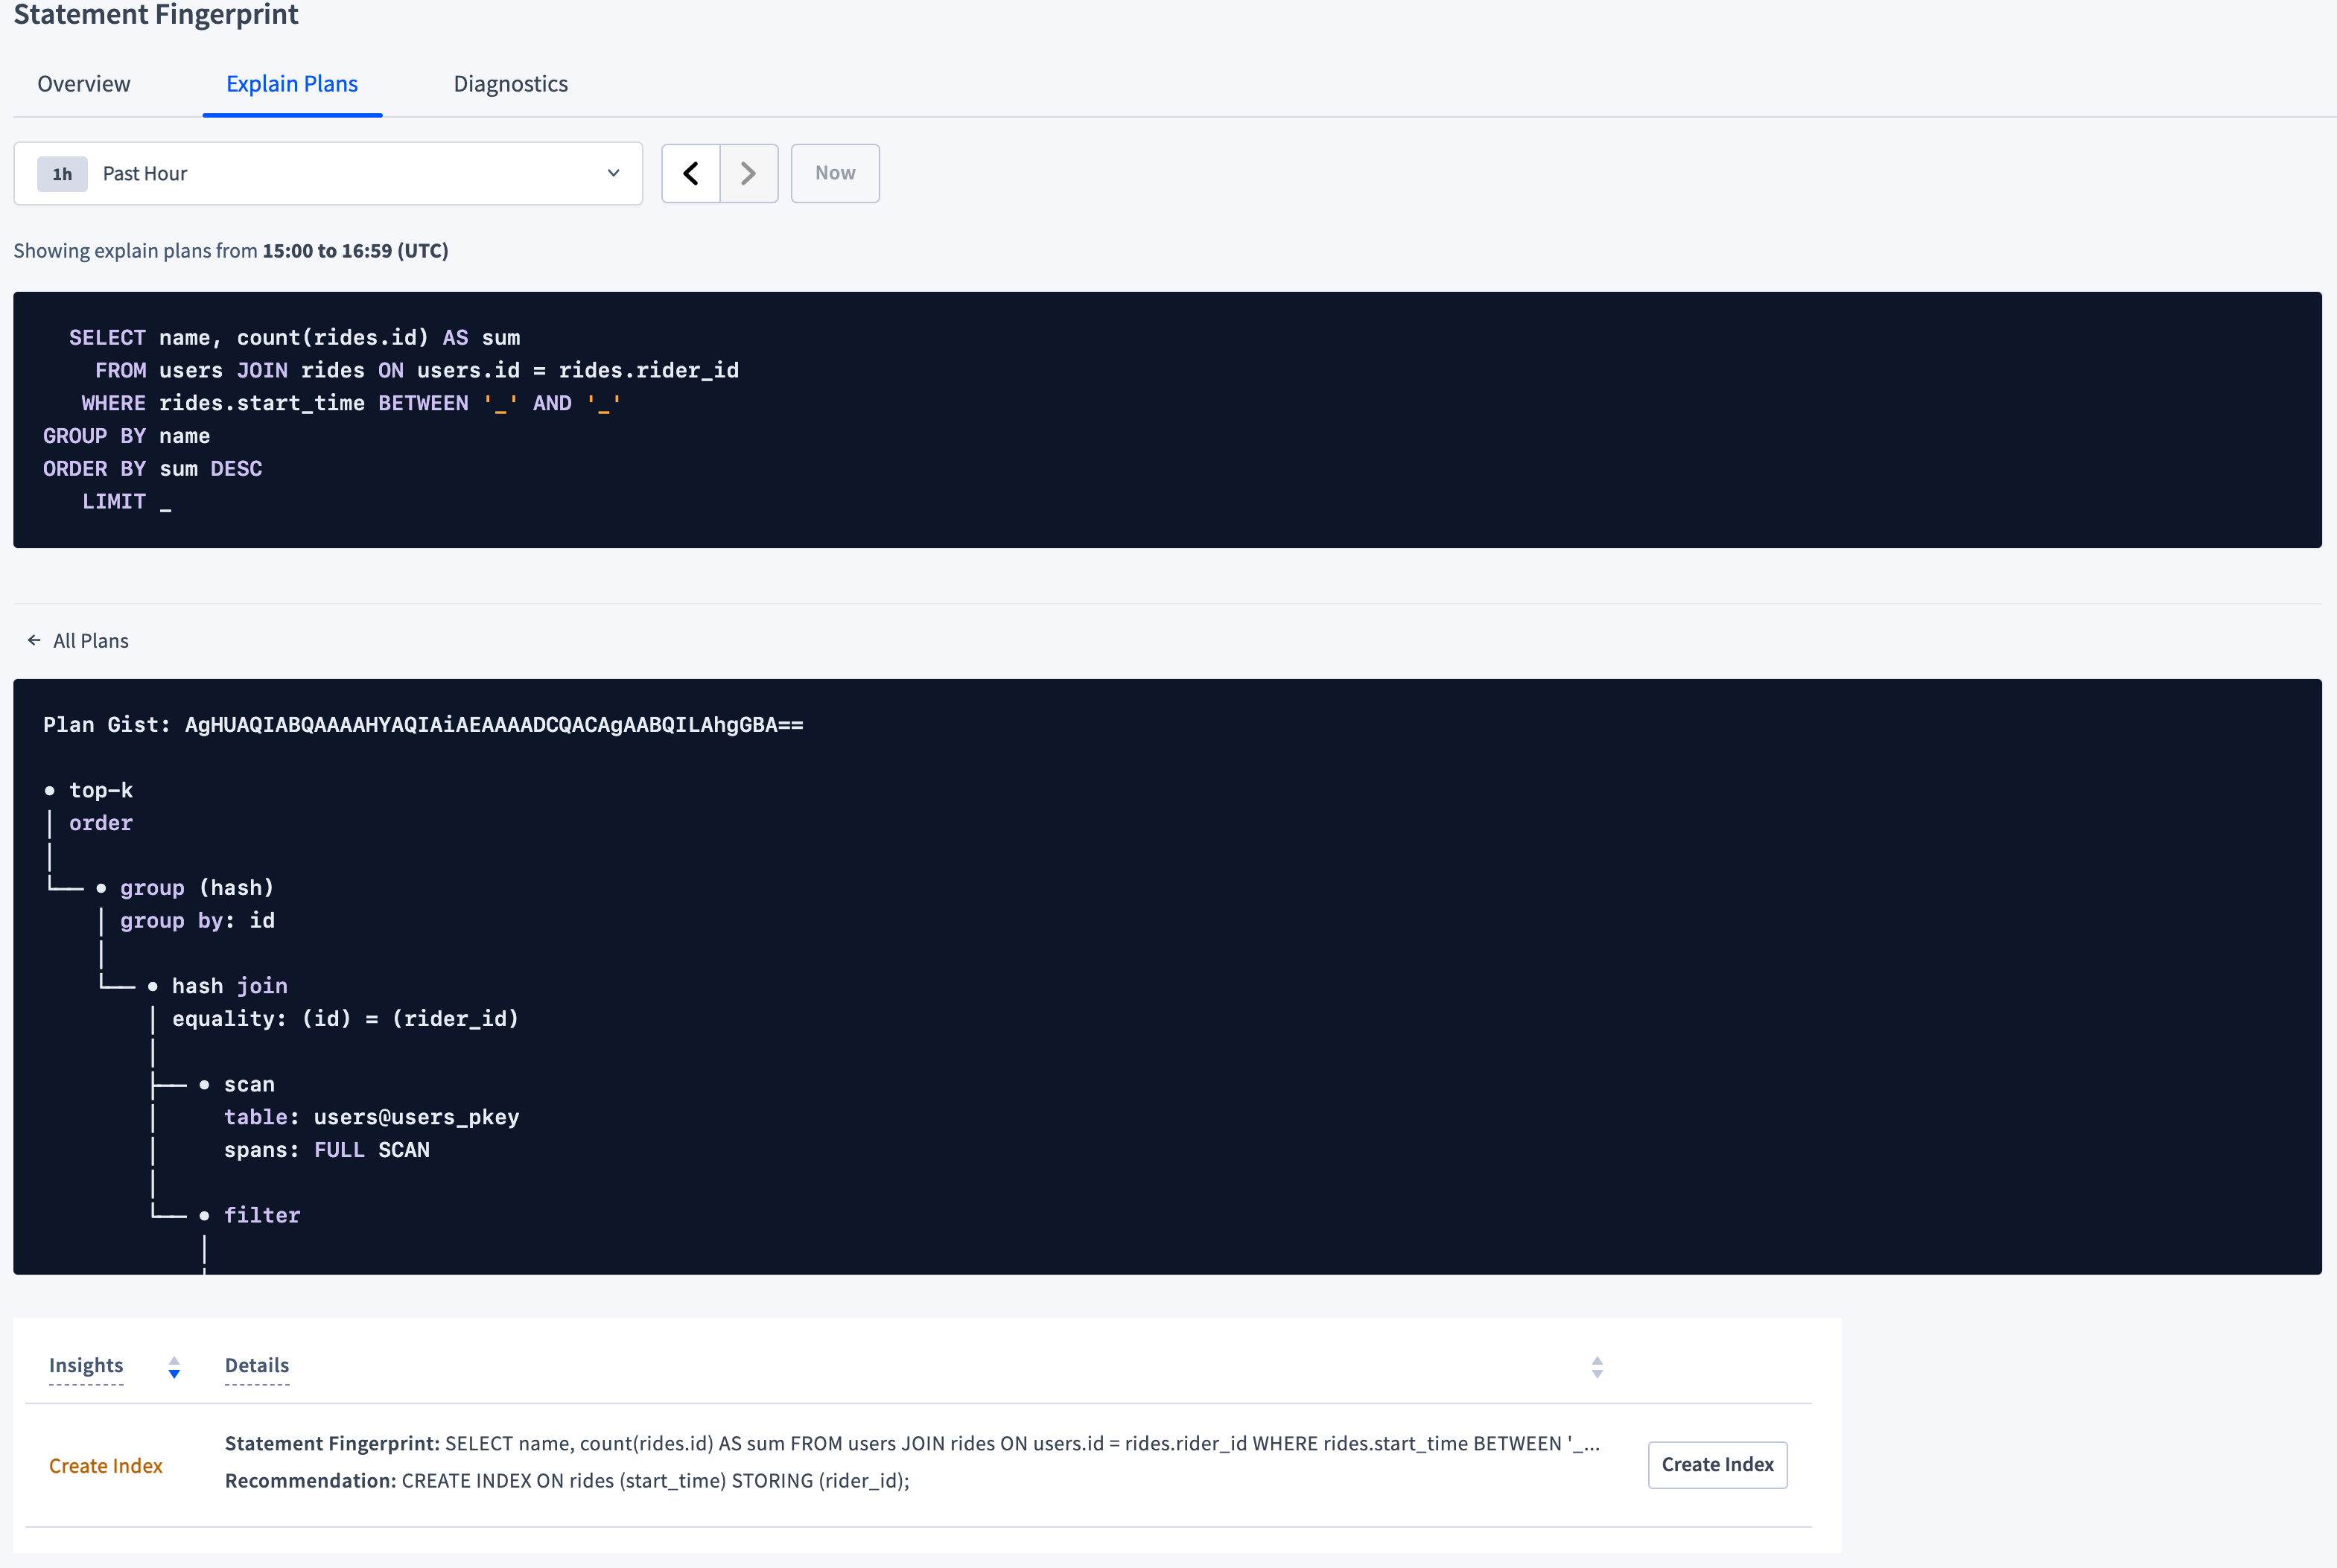 Statement Fingerprint
Overview
Explain Plans
Diagnostics
1h Past Hour
Now
Showing explain plans from 15:00 to 16:59 (UTC)
SELECT name, count(rides.id) AS sum
FROM users JOIN rides ON users.id = rides.rider_id
WHERE rides.start_time BETWEEN '_' AND '_'
GROUP BY name
ORDER BY sum DESC
LIMIT _
← All Plans
Plan Gist: AgHUAQIABQAAAAHYAQIAiAEAAAADCQACAgAABQILAhgGBA==
• top-k
order
• group (hash)
group by: id
• hash join
equality: (id) = (rider_id)
• scan
table: users@users_pkey
spans: FULL SCAN
• filter
Insights
Details
Create Index
Statement Fingerprint: SELECT name, count(rides.id) AS sum FROM users JOIN rides ON users.id = rides.rider_id WHERE rides.start_time BETWEEN '_...
Recommendation: CREATE INDEX ON rides (start_time) STORING (rider_id);
Create Index